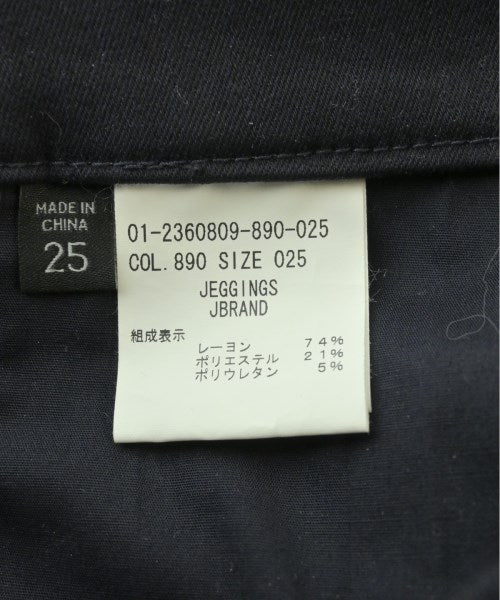 MADE IN
CHINA
25
01-2360809-890-025
COL. 890 SIZE 025
JEGGINGS
JBRAND
組成表示
レーヨン 74%
ポリエステル 21%
ポリウレタン 5%